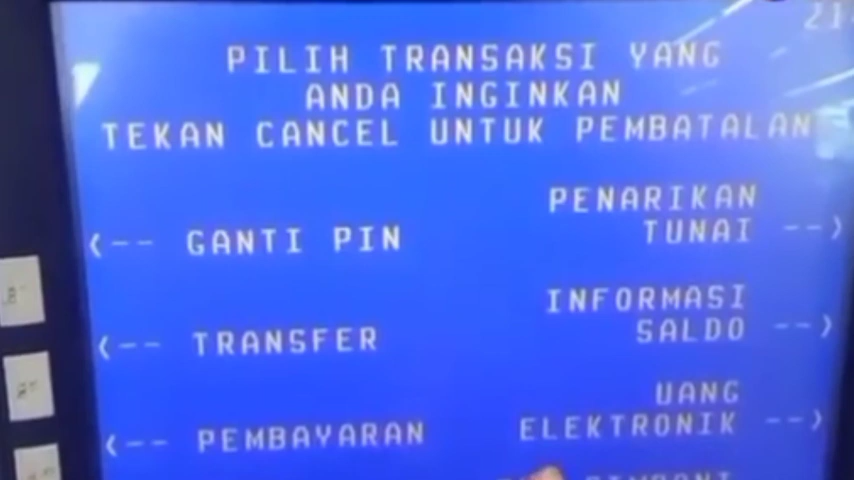 PILIH TRANSAKSI YANG
ANDA INGINKAN
TEKAN CANCEL UNTUK PEMBATALAN
PENARIKAN
<-- GANTI PIN
TUNAI -->
INFORMASI
<-- TRANSFER
SALDO -->
UANG
<-- PEMBAYARAN
ELEKTRONIK -->